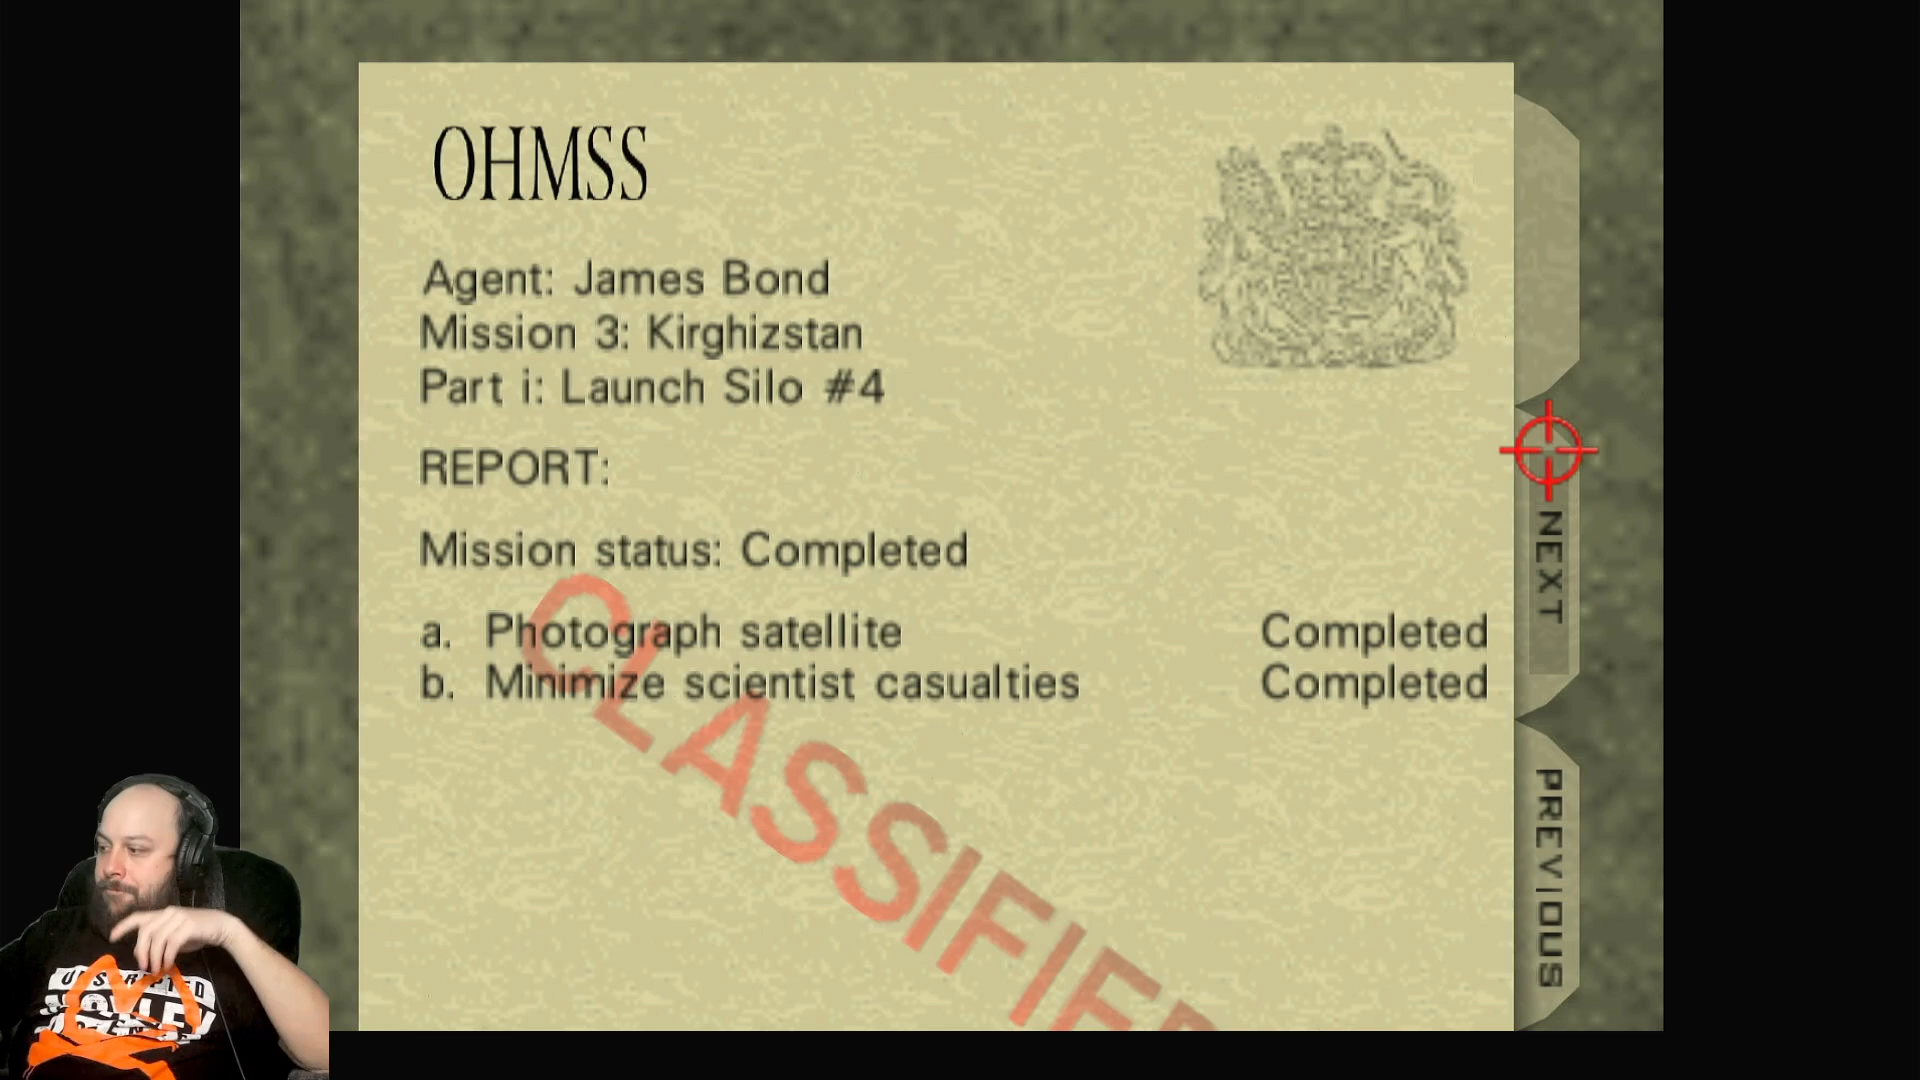 OHMSS
Agent: James Bond
Mission 3: Kirghizstan
Part i: Launch Silo #4
REPORT:
Mission status: Completed
a. Photograph satellite Completed
b. Minimize scientist casualties Completed
CLASSIFIED
NEXT
PREVIOUS